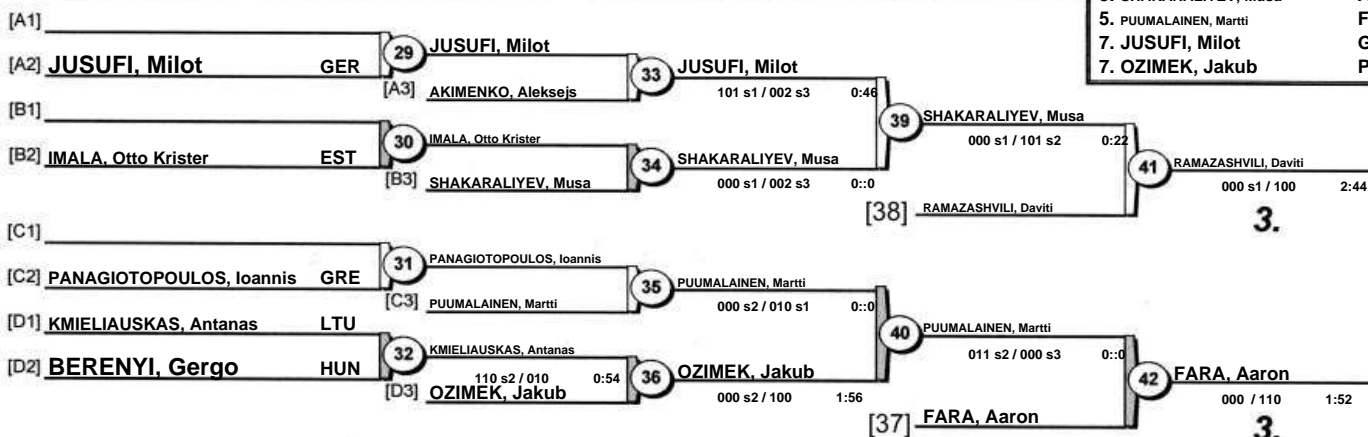 5. PUUMALAINEN, Martti F
7. JUSUFI, Milot G
7. OZIMEK, Jakub P
[A1]
[A2] JUSUFI, Milot GER
29
JUSUFI, Milot
[A3] AKIMENKO, Aleksejs
33
JUSUFI, Milot
101 s1 / 002 s3 0:46
[B1]
[B2] IMALA, Otto Krister EST
30
IMALA, Otto Krister
[B3] SHAKARALIYEV, Musa
34
SHAKARALIYEV, Musa
000 s1 / 002 s3 0::0
39
SHAKARALIYEV, Musa
000 s1 / 101 s2 0:22
[38] RAMAZASHVILI, Daviti
41
RAMAZASHVILI, Daviti
000 s1 / 100 2:44
3.
[C1]
[C2] PANAGIOTOPOULOS, Ioannis GRE
31
PANAGIOTOPOULOS, Ioannis
[C3] PUUMALAINEN, Martti
35
PUUMALAINEN, Martti
000 s2 / 010 s1 0::0
[D1] KMIELIAUSKAS, Antanas LTU
[D2] BERENYI, Gergo HUN
32
KMIELIAUSKAS, Antanas
110 s2 / 010 0:54
[D3] OZIMEK, Jakub
36
OZIMEK, Jakub
000 s2 / 100 1:56
40
PUUMALAINEN, Martti
011 s2 / 000 s3 0::0
[37] FARA, Aaron
42
FARA, Aaron
000 / 110 1:52
3.